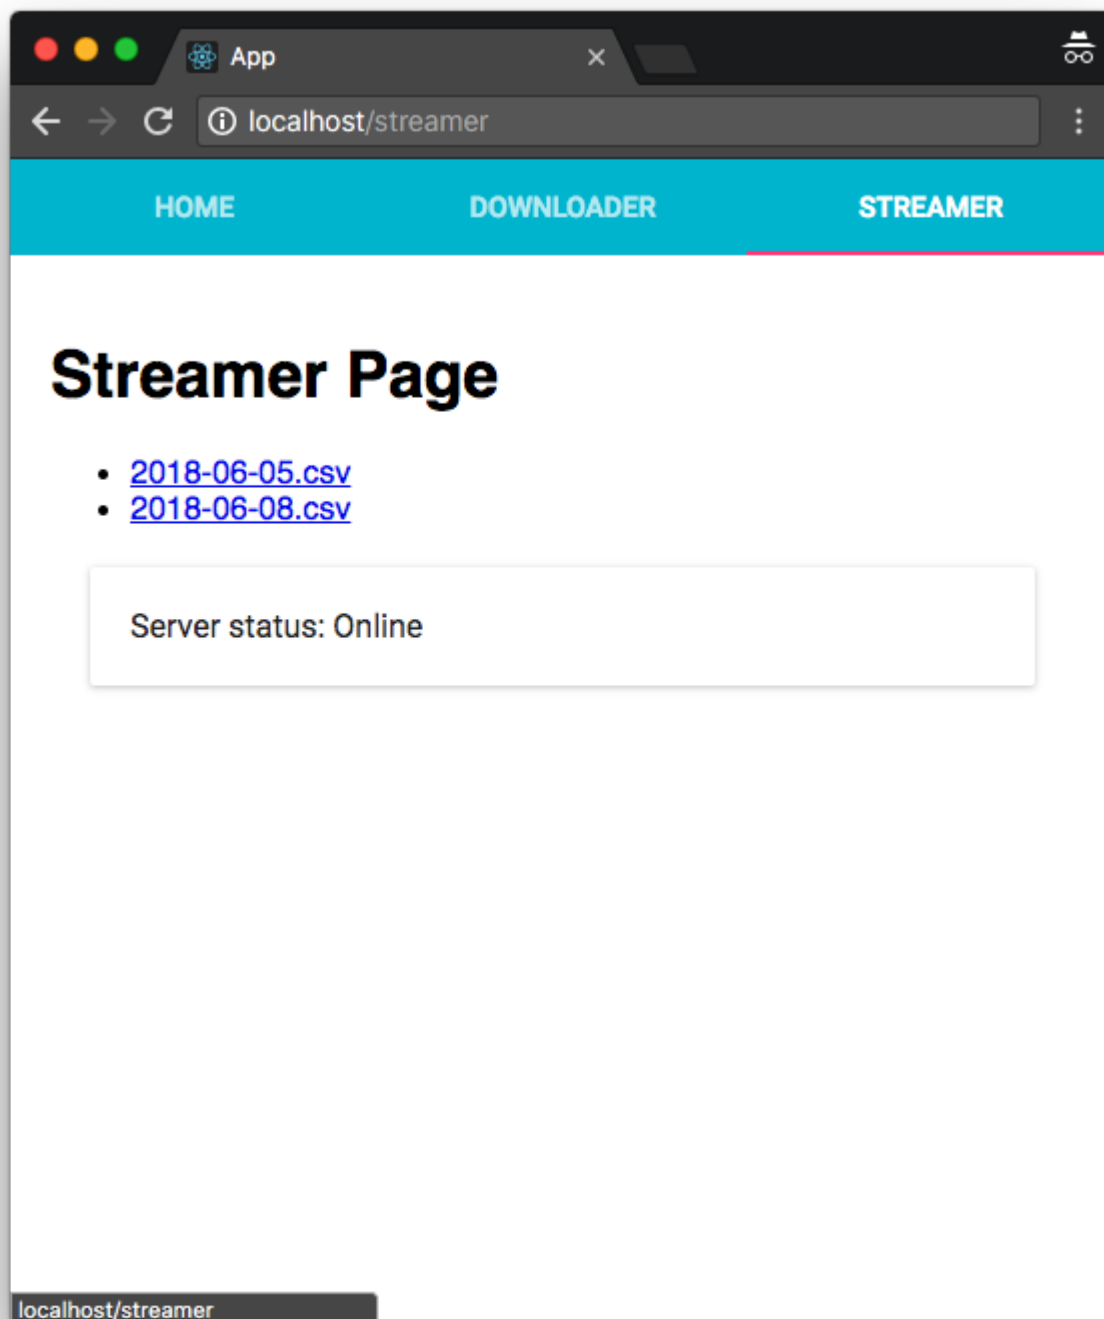 App
localhost/streamer
HOME DOWNLOADER STREAMER
Streamer Page
2018-06-05.csv
2018-06-08.csv
Server status: Online
localhost/streamer